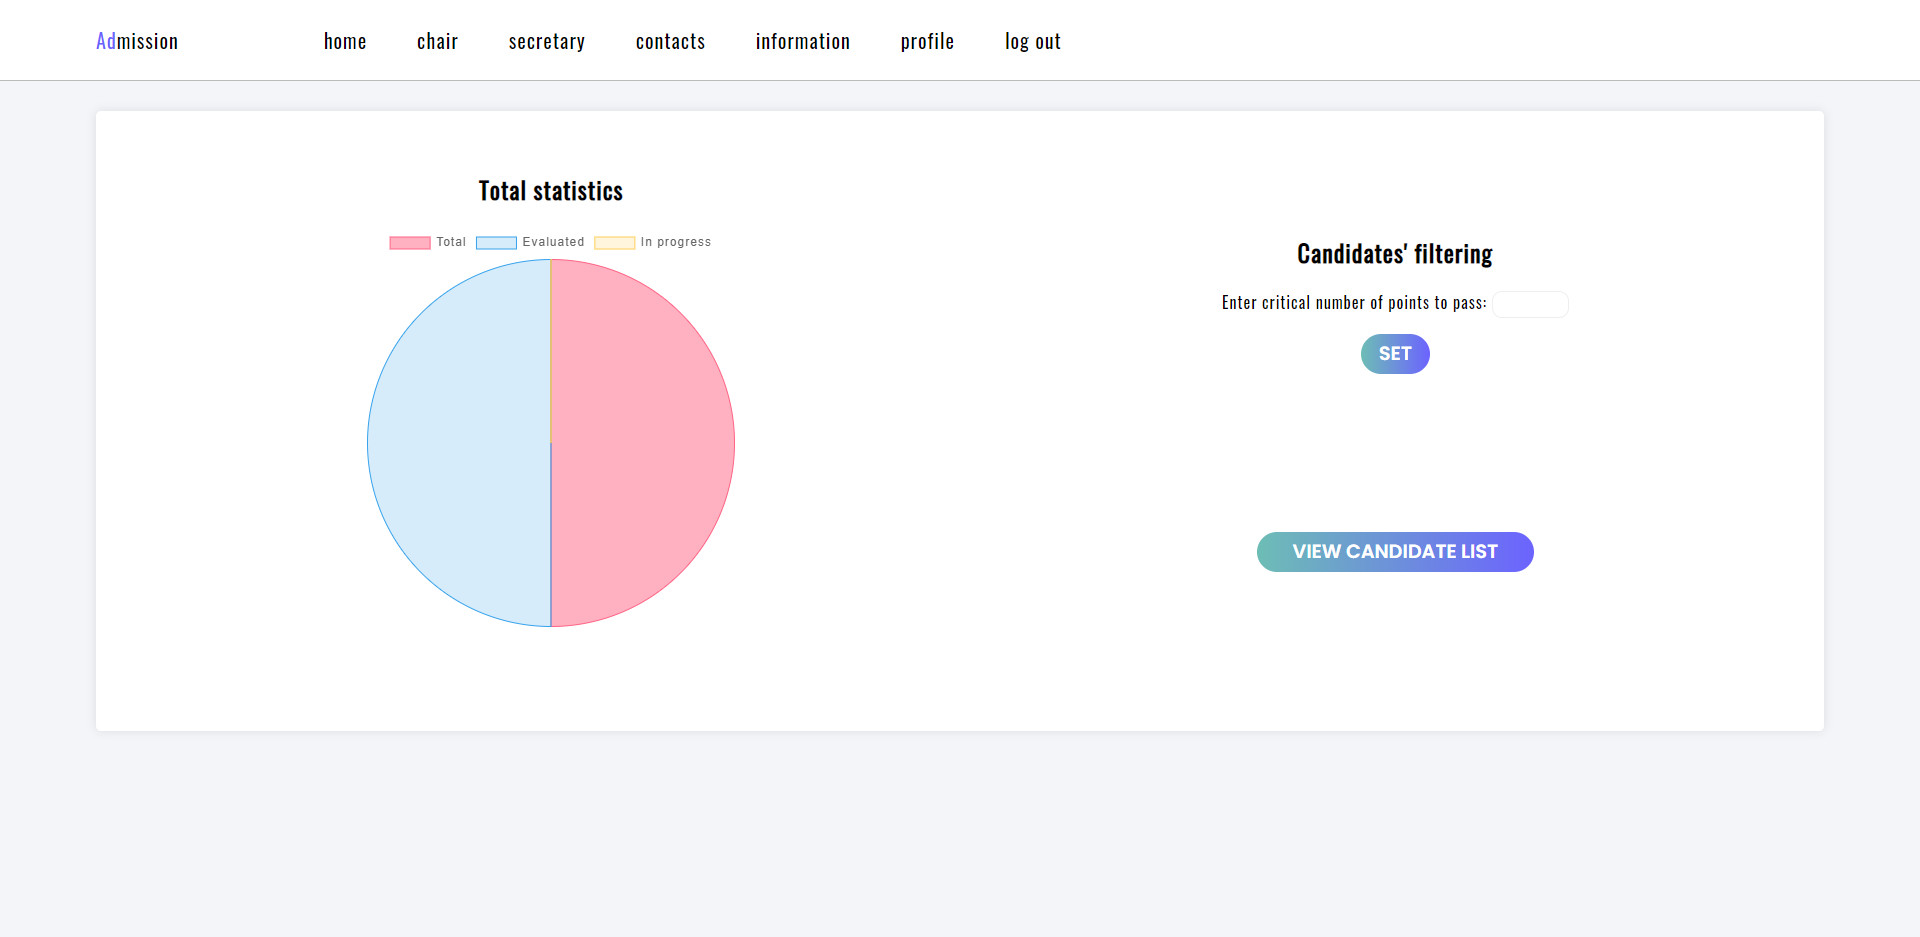 Admission home chair secretary contacts information profile log out
Total statistics
Total Evaluated In progress
Candidates' filtering
Enter critical number of points to pass:
SET
VIEW CANDIDATE LIST